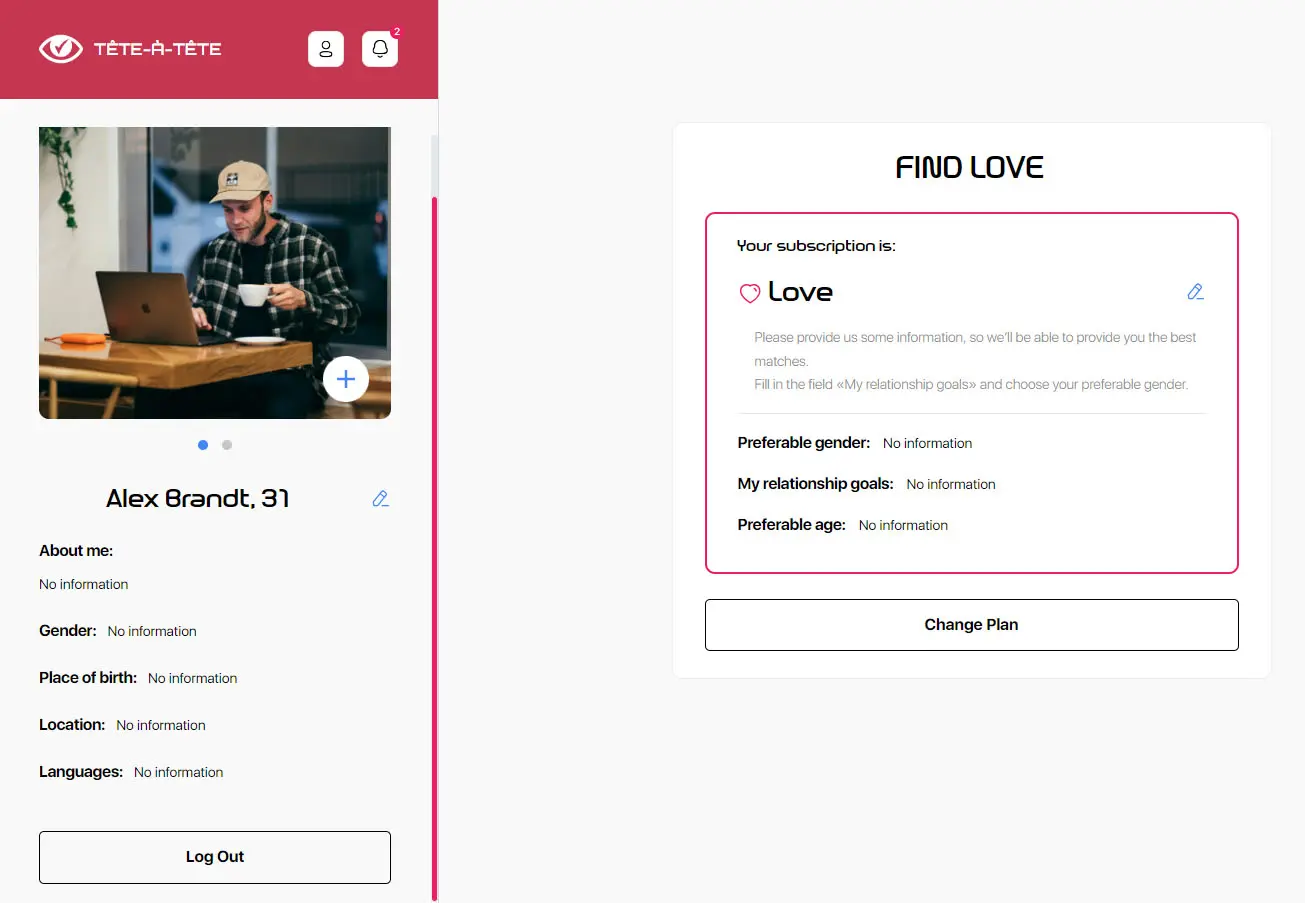 TÊTE-À-TÊTE
2
Alex Brandt, 31
About me:
No information
Gender: No information
Place of birth: No information
Location: No information
Languages: No information
Log Out
FIND LOVE
Your subscription is:
Love
Please provide us some information, so we'll be able to provide you the best
matches.
Fill in the field «My relationship goals» and choose your preferable gender.
Preferable gender: No information
My relationship goals: No information
Preferable age: No information
Change Plan